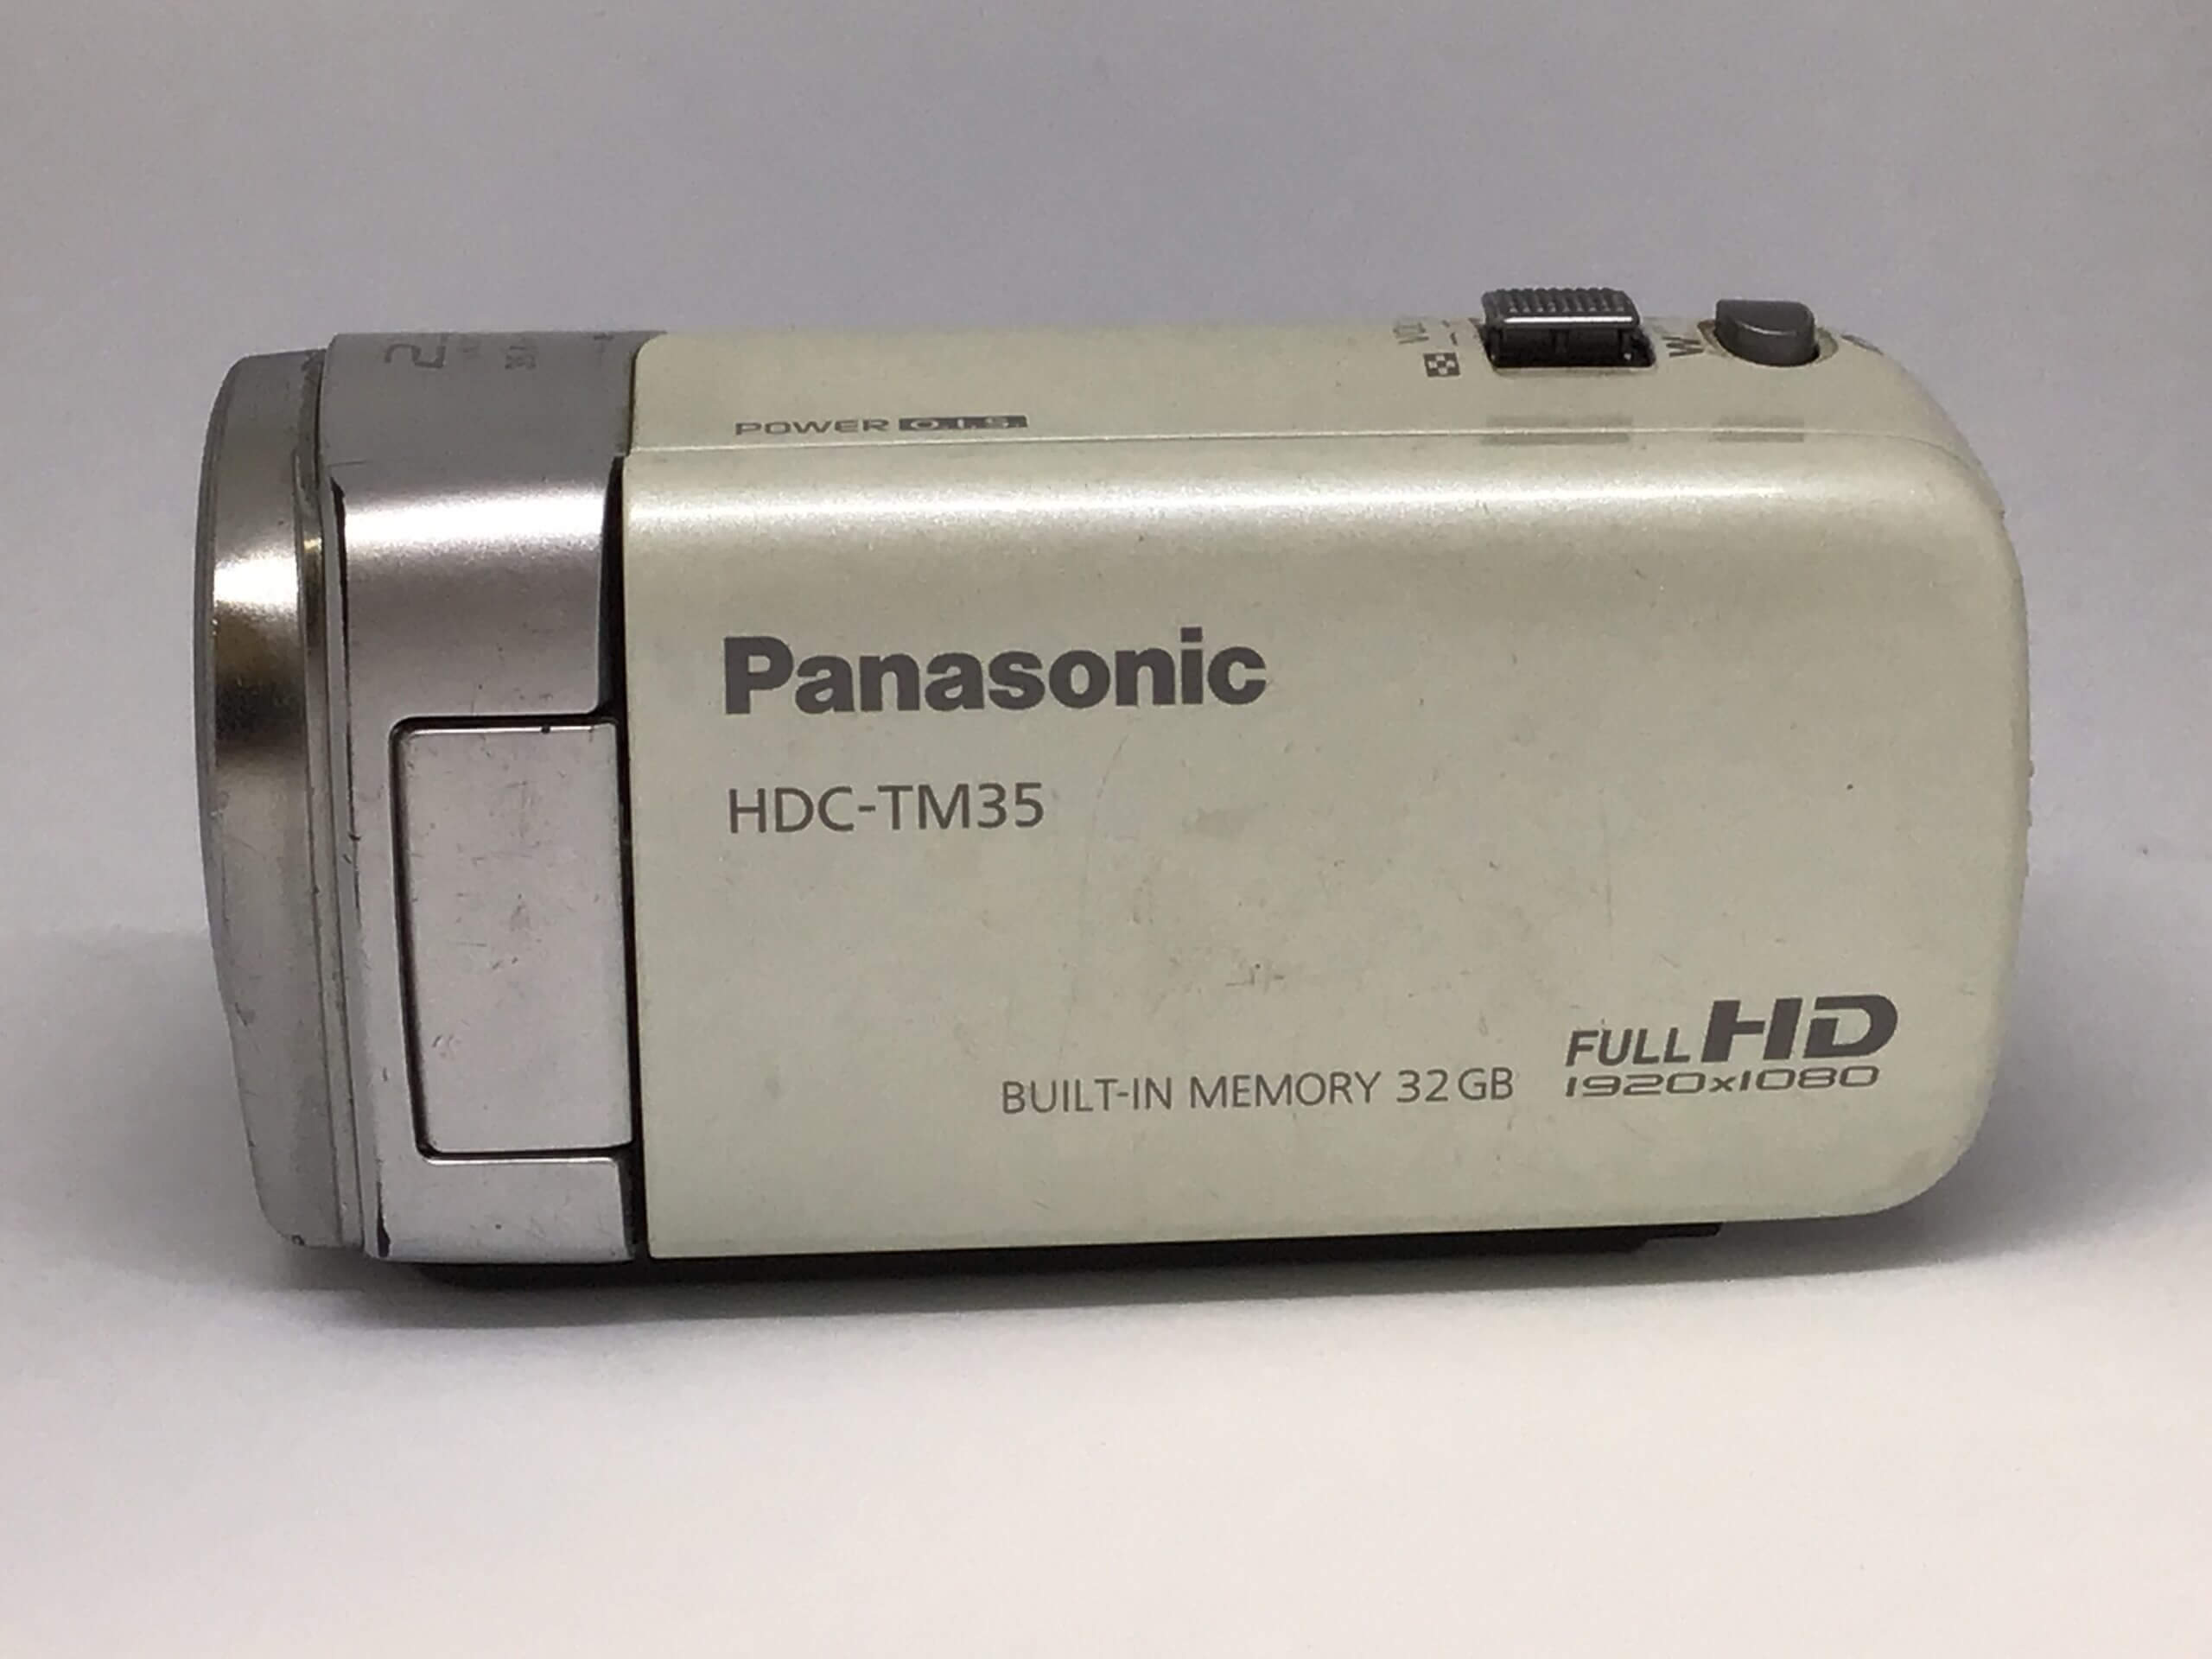 POWER O.I.S
W
Panasonic
HDC-TM35
BUILT-IN MEMORY 32GB
FULL HD
1920x1080